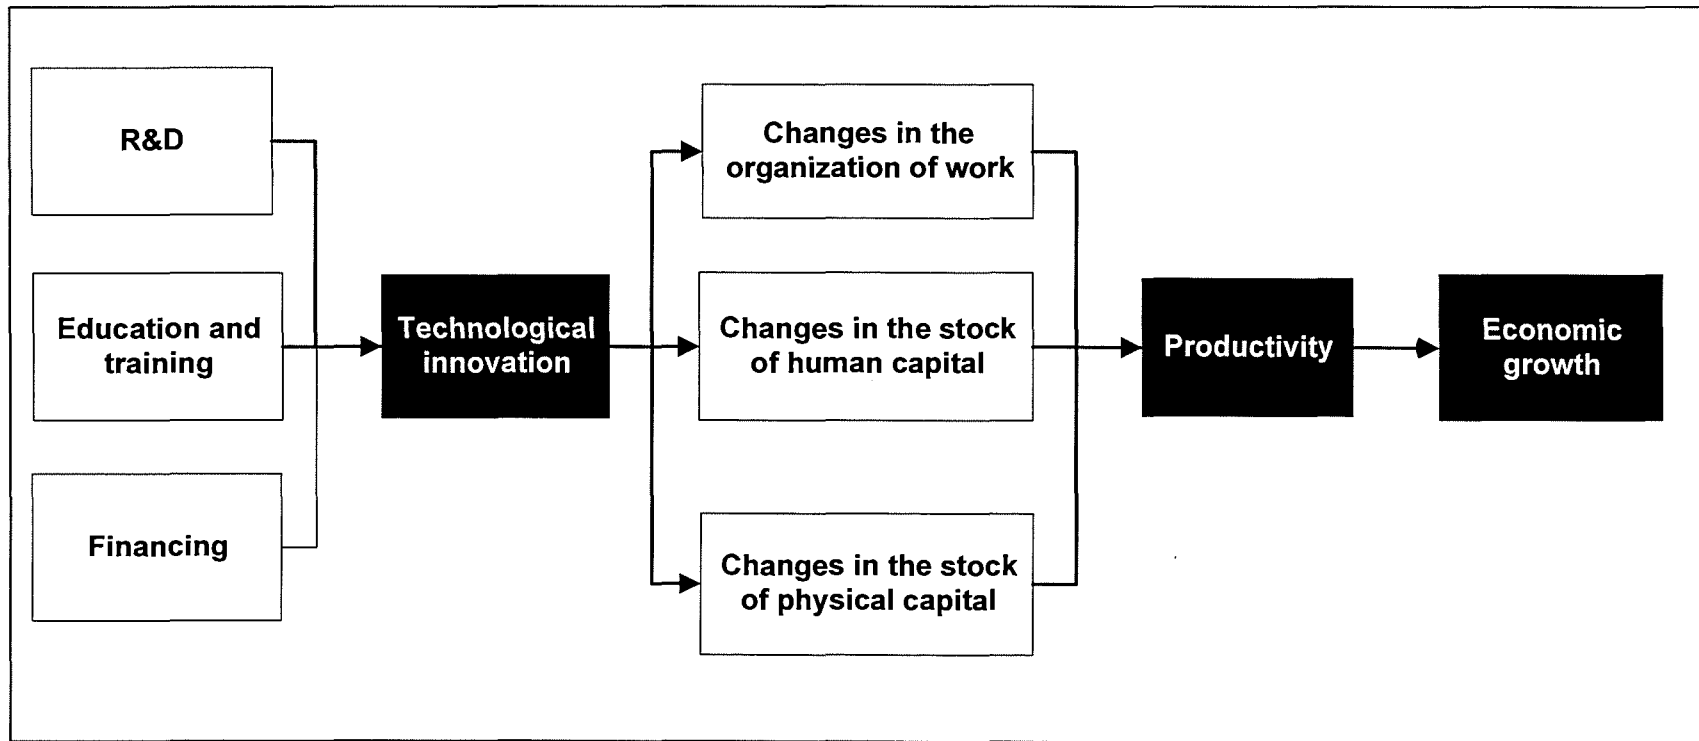 R&D
Education and
training
Financing
Technological
innovation
Changes in the
organization of work
Changes in the stock
of human capital
Changes in the stock
of physical capital
Productivity
Economic
growth